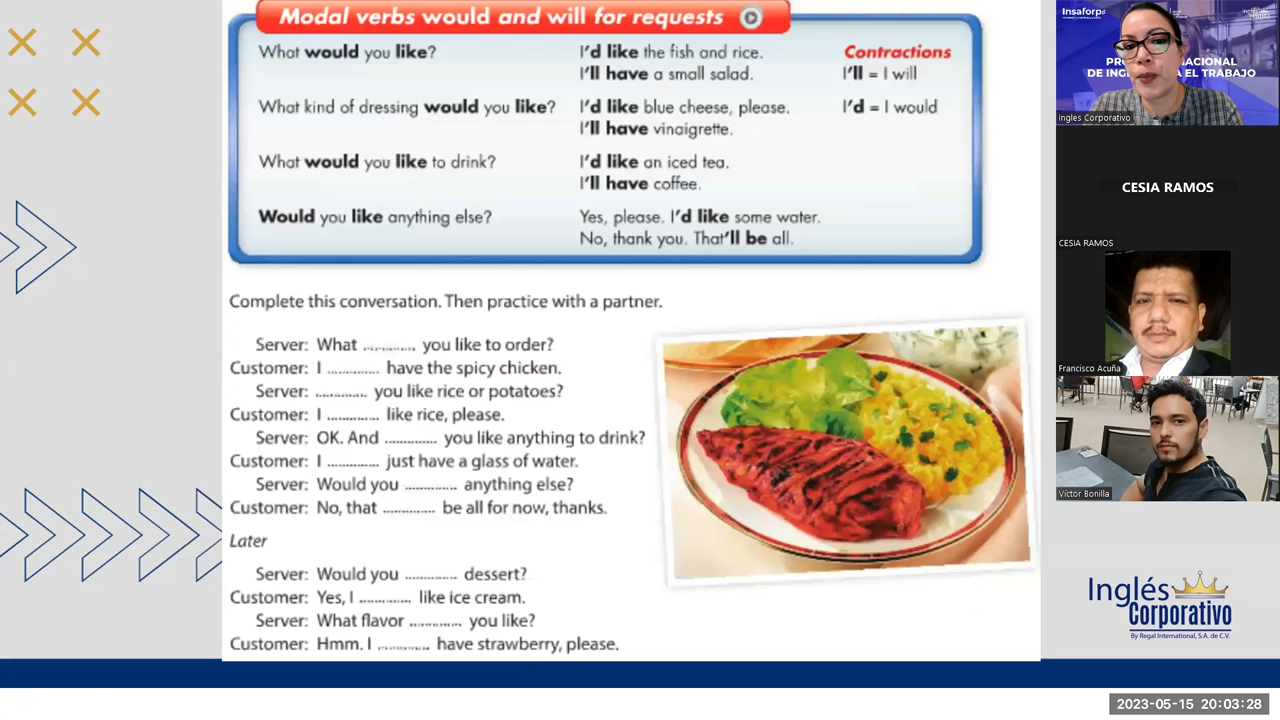 Modal verbs would and will for requests
What would you like? I'd like the fish and rice. Contractions
I'll have a small salad. I'll = I will
What kind of dressing would you like? I'd like blue cheese, please. I'd = I would
I'll have vinaigrette.
What would you like to drink? I'd like an iced tea.
I'll have coffee.
Would you like anything else? Yes, please. I'd like some water.
No, thank you. That'll be all.
Complete this conversation. Then practice with a partner.
Server: What ............ you like to order?
Customer: I ............ have the spicy chicken.
Server: ............ you like rice or potatoes?
Customer: I ............ like rice, please.
Server: OK. And ............ you like anything to drink?
Customer: I ............ just have a glass of water.
Server: Would you ............ anything else?
Customer: No, that ............ be all for now, thanks.
Later
Server: Would you ............ dessert?
Customer: Yes, I ............ like ice cream.
Server: What flavor ............ you like?
Customer: Hmm. I ............ have strawberry, please.
Insaforp
Ingles Corporativo
CESIA RAMOS
CESIA RAMOS
Francisco Acuña
Víctor Bonilla
Inglés
Corporativo
By Regal International, S.A. de C.V.
2023-05-15 20:03:28